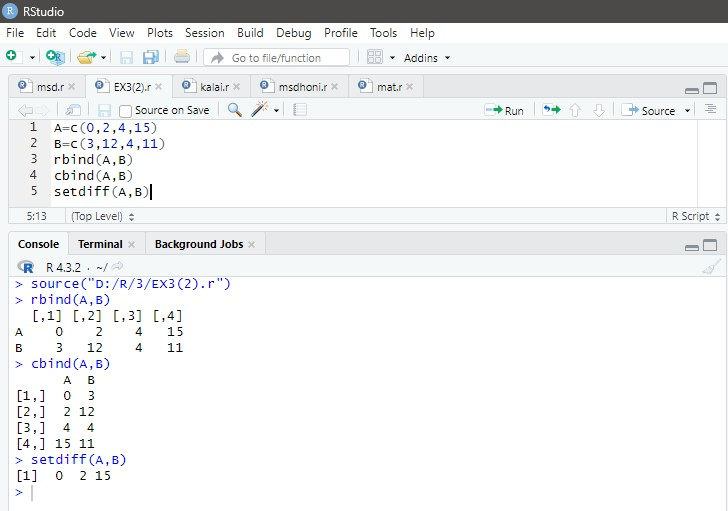 R RStudio
File Edit Code View Plots Session Build Debug Profile Tools Help
Go to file/function Addins
msd.r EX3(2).r kalai.r msdhoni.r mat.r
Source on Save Run Source
1 A=c(0,2,4,15)
2 B=c(3,12,4,11)
3 rbind(A,B)
4 cbind(A,B)
5 setdiff(A,B)
5:13 (Top Level) R Script
Console Terminal Background Jobs
R R 4.3.2 · ~/
> source("D:/R/3/EX3(2).r")
> rbind(A,B)
  [,1] [,2] [,3] [,4]
A    0    2    4   15
B    3   12    4   11
> cbind(A,B)
      A  B
[1,]  0  3
[2,]  2 12
[3,]  4  4
[4,] 15 11
> setdiff(A,B)
[1]  0  2 15
>